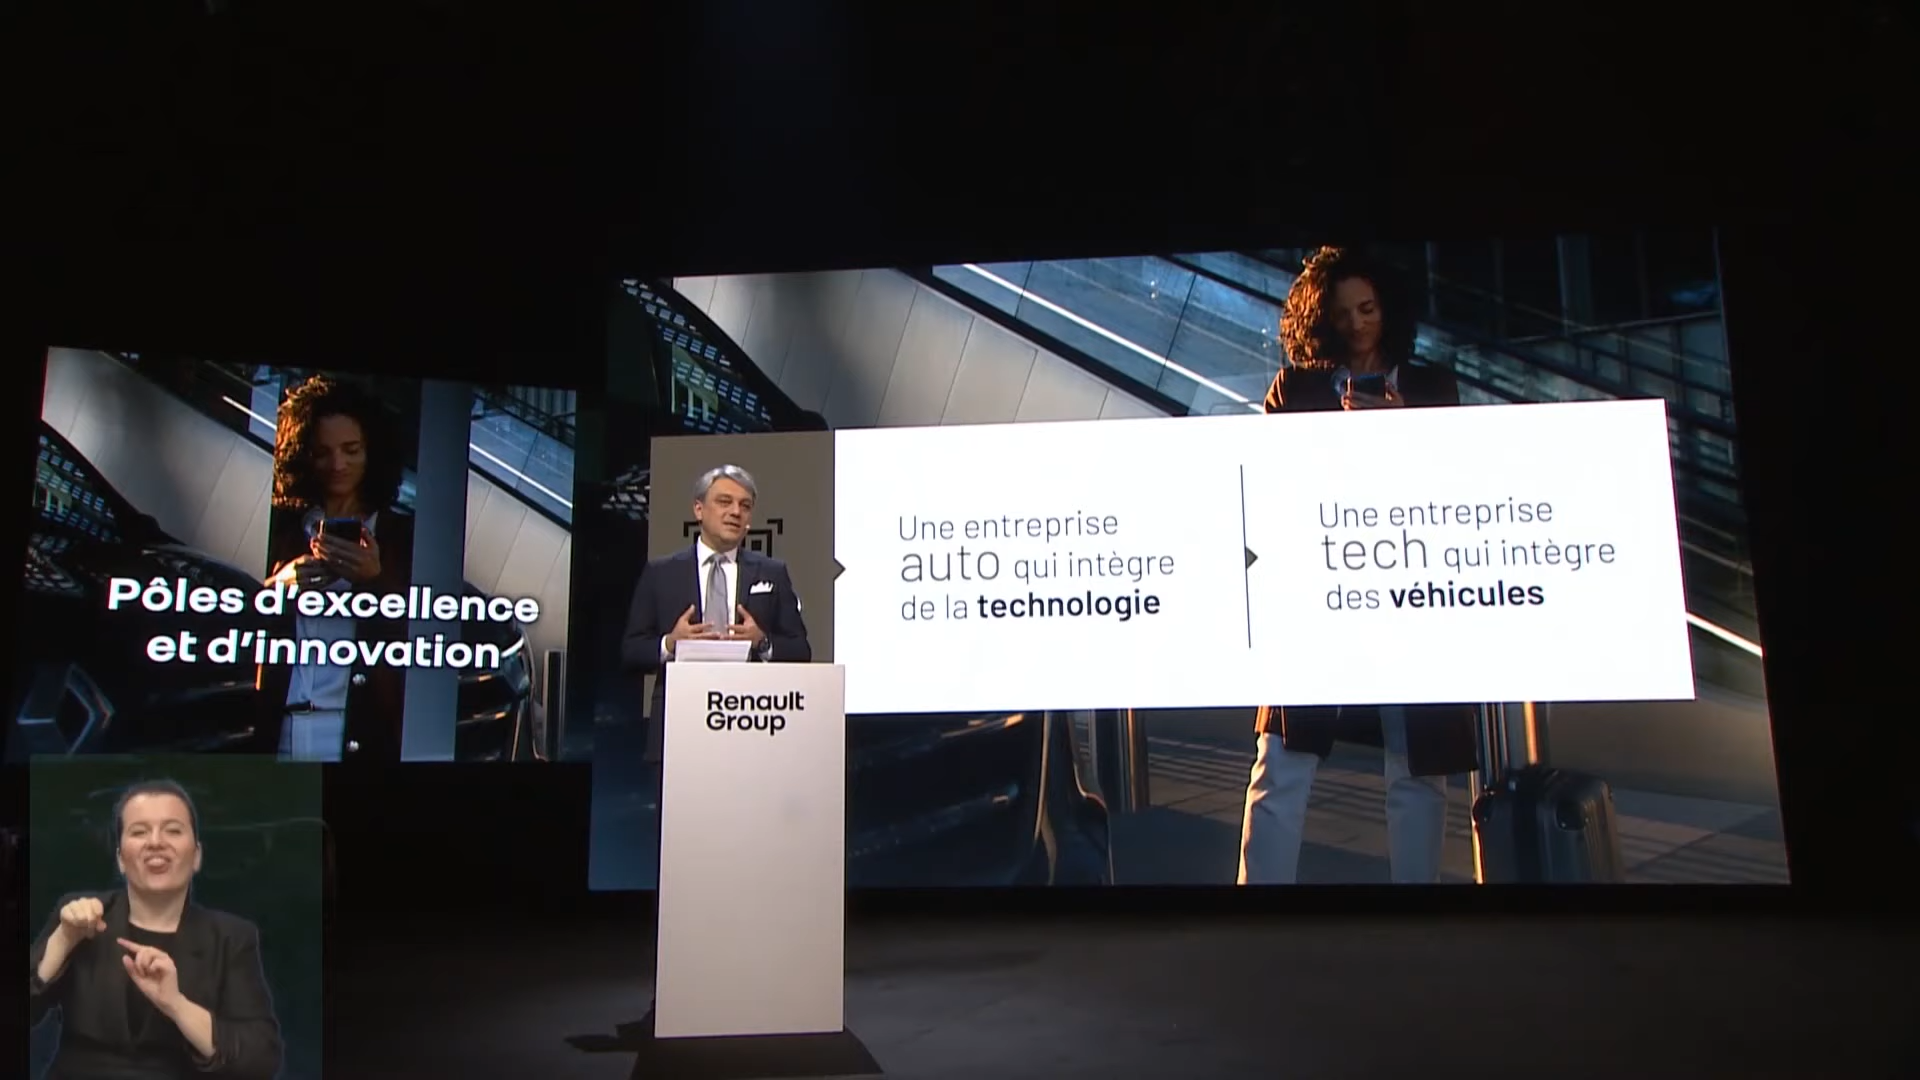 Pôles d'excellence
et d'innovation
Une entreprise
auto qui intègre
de la technologie
Une entreprise
tech qui intègre
des véhicules
Renault
Group